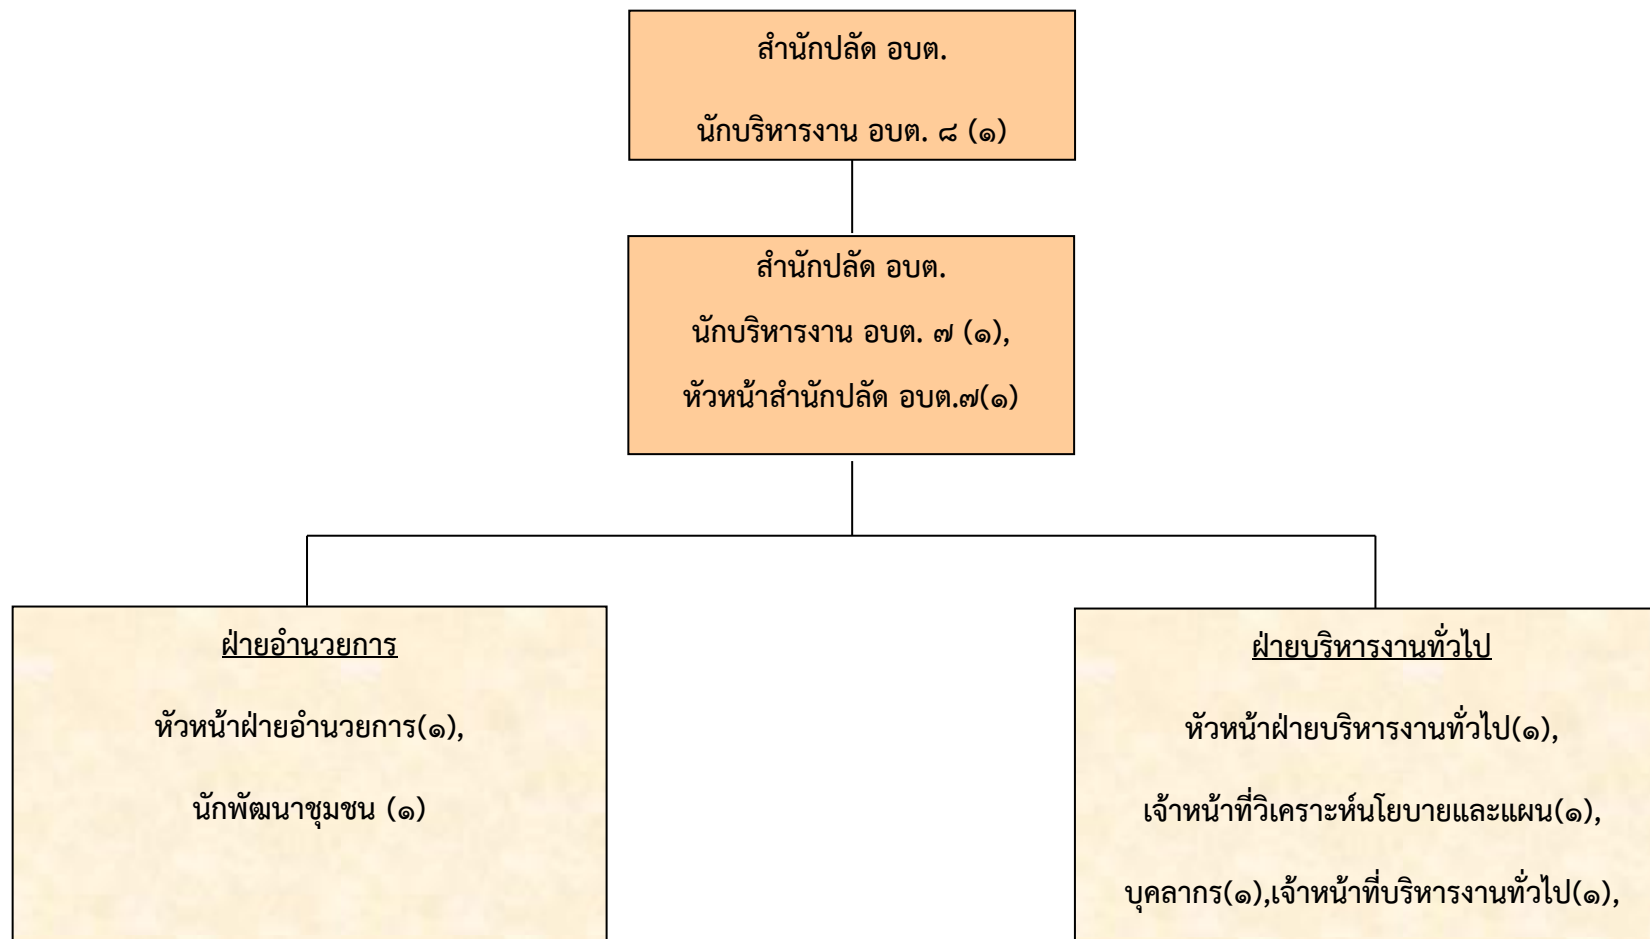 สำนักปลัด อบต.
นักบริหารงาน อบต. ๘ (๑)
สำนักปลัด อบต.
นักบริหารงาน อบต. ๗ (๑),
หัวหน้าสำนักปลัด อบต.๗(๑)
ฝ่ายอำนวยการ
หัวหน้าฝ่ายอำนวยการ(๑),
นักพัฒนาชุมชน (๑)
ฝ่ายบริหารงานทั่วไป
หัวหน้าฝ่ายบริหารงานทั่วไป(๑),
เจ้าหน้าที่วิเคราะห์นโยบายและแผน(๑),
บุคลากร(๑),เจ้าหน้าที่บริหารงานทั่วไป(๑),